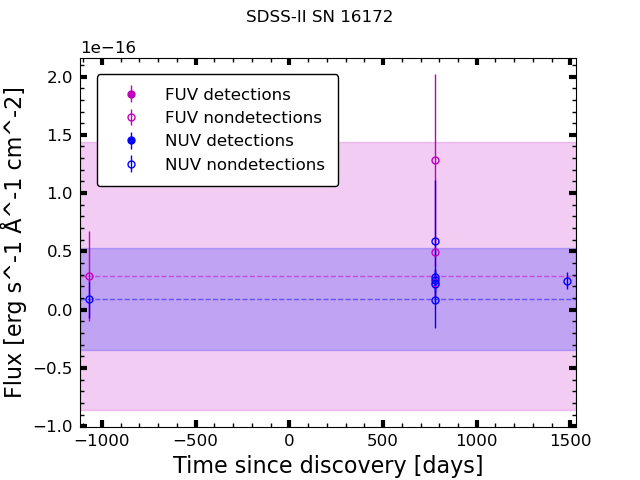 SDSS-II SN 16172
1e−16
FUV detections
FUV nondetections
NUV detections
NUV nondetections
2.0
1.5
1.0
0.5
0.0
−0.5
−1.0
Flux [erg s^-1 Å^-1 cm^-2]
−1000
−500
0
500
1000
1500
Time since discovery [days]